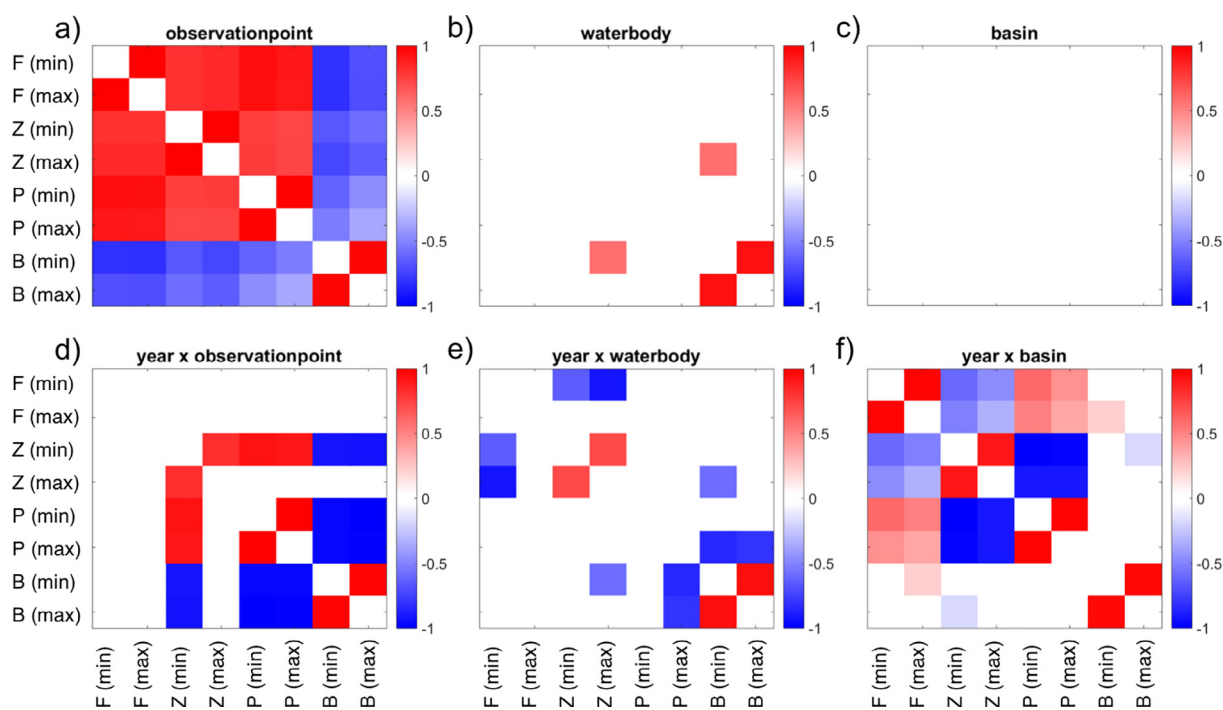 a) observationpoint
b) waterbody
c) basin
F (min)
F (max)
Z (min)
Z (max)
P (min)
P (max)
B (min)
B (max)
1
0.5
0
-0.5
-1
1
0.5
0
-0.5
-1
1
0.5
0
-0.5
-1
d) year x observationpoint
e) year x waterbody
f) year x basin
F (min)
F (max)
Z (min)
Z (max)
P (min)
P (max)
B (min)
B (max)
1
0.5
0
-0.5
-1
1
0.5
0
-0.5
-1
1
0.5
0
-0.5
-1
F (min)
F (max)
Z (min)
Z (max)
P (min)
P (max)
B (min)
B (max)
F (min)
F (max)
Z (min)
Z (max)
P (min)
P (max)
B (min)
B (max)
F (min)
F (max)
Z (min)
Z (max)
P (min)
P (max)
B (min)
B (max)